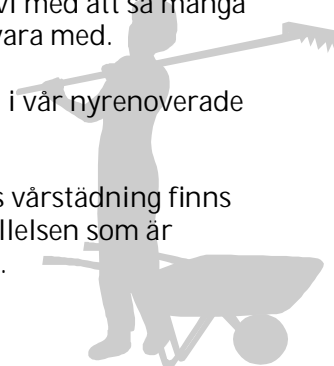 vi med att så många
vara med.
i vår nyrenoverade
s vårstädning finns
llelsen som är
.